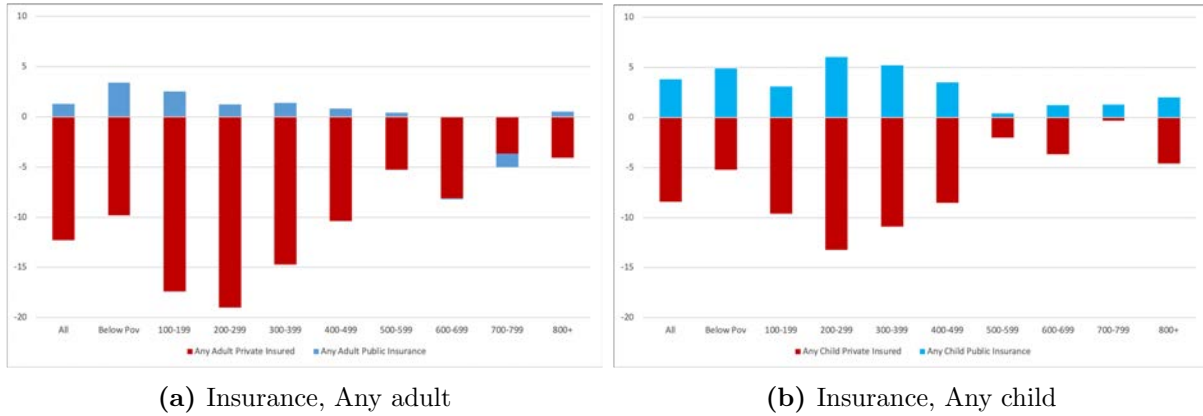 10
5
0
-5
-10
-15
-20
All Below Pov 100-199 200-299 300-399 400-499 500-599 600-699 700-799 800+
Any Adult Private Insured Any Adult Public Insurance
(a) Insurance, Any adult
10
5
0
-5
-10
-15
-20
All Below Pov 100-199 200-299 300-399 400-499 500-599 600-699 700-799 800+
Any Child Private Insured Any Child Public Insurance
(b) Insurance, Any child